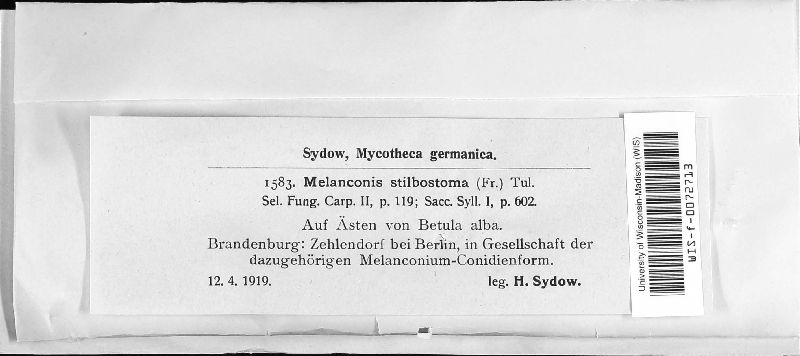 Sydow, Mycotheca germanica.
1583. Melanconis stilbostoma (Fr.) Tul.
Sel. Fung. Carp. II, p. 119; Sacc. Syll. I, p. 602.
Auf Ästen von Betula alba.
Brandenburg: Zehlendorf bei Berlin, in Gesellschaft der
dazugehörigen Melanconium-Conidienform.
12. 4. 1919. leg. H. Sydow.
University of Wisconsin-Madison (WIS)
WIS-f-0072713